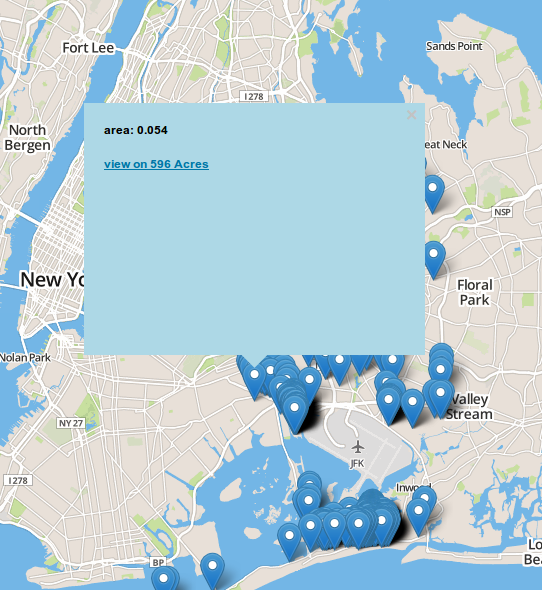 Fort Lee
Sands Point
I 278
×
area: 0.054
North
Bergen
eat Neck
view on 596 Acres
NSP
New Yo
Floral
Park
Nolan Park
Valley
Stream
NY 27
JFK
I 278
Inwood
Lo
Bea
BP